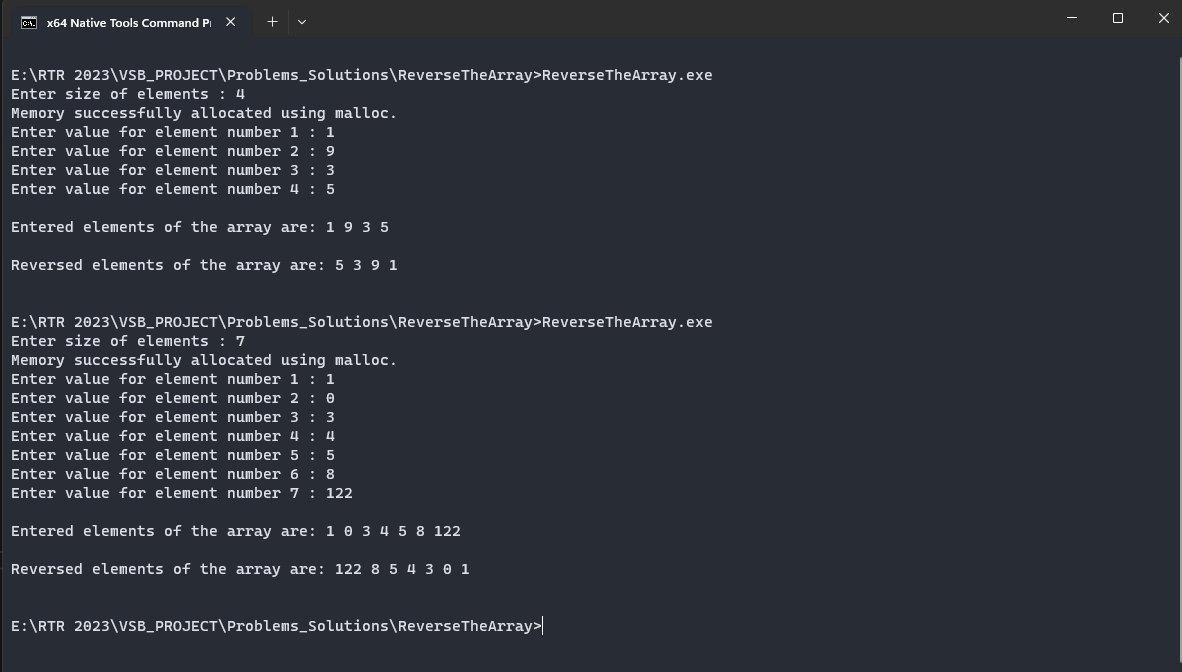 x64 Native Tools Command P
E:\RTR 2023\VSB_PROJECT\Problems_Solutions\ReverseTheArray>ReverseTheArray.exe
Enter size of elements : 4
Memory successfully allocated using malloc.
Enter value for element number 1 : 1
Enter value for element number 2 : 9
Enter value for element number 3 : 3
Enter value for element number 4 : 5
Entered elements of the array are: 1 9 3 5
Reversed elements of the array are: 5 3 9 1
E:\RTR 2023\VSB_PROJECT\Problems_Solutions\ReverseTheArray>ReverseTheArray.exe
Enter size of elements : 7
Memory successfully allocated using malloc.
Enter value for element number 1 : 1
Enter value for element number 2 : 0
Enter value for element number 3 : 3
Enter value for element number 4 : 4
Enter value for element number 5 : 5
Enter value for element number 6 : 8
Enter value for element number 7 : 122
Entered elements of the array are: 1 0 3 4 5 8 122
Reversed elements of the array are: 122 8 5 4 3 0 1
E:\RTR 2023\VSB_PROJECT\Problems_Solutions\ReverseTheArray>